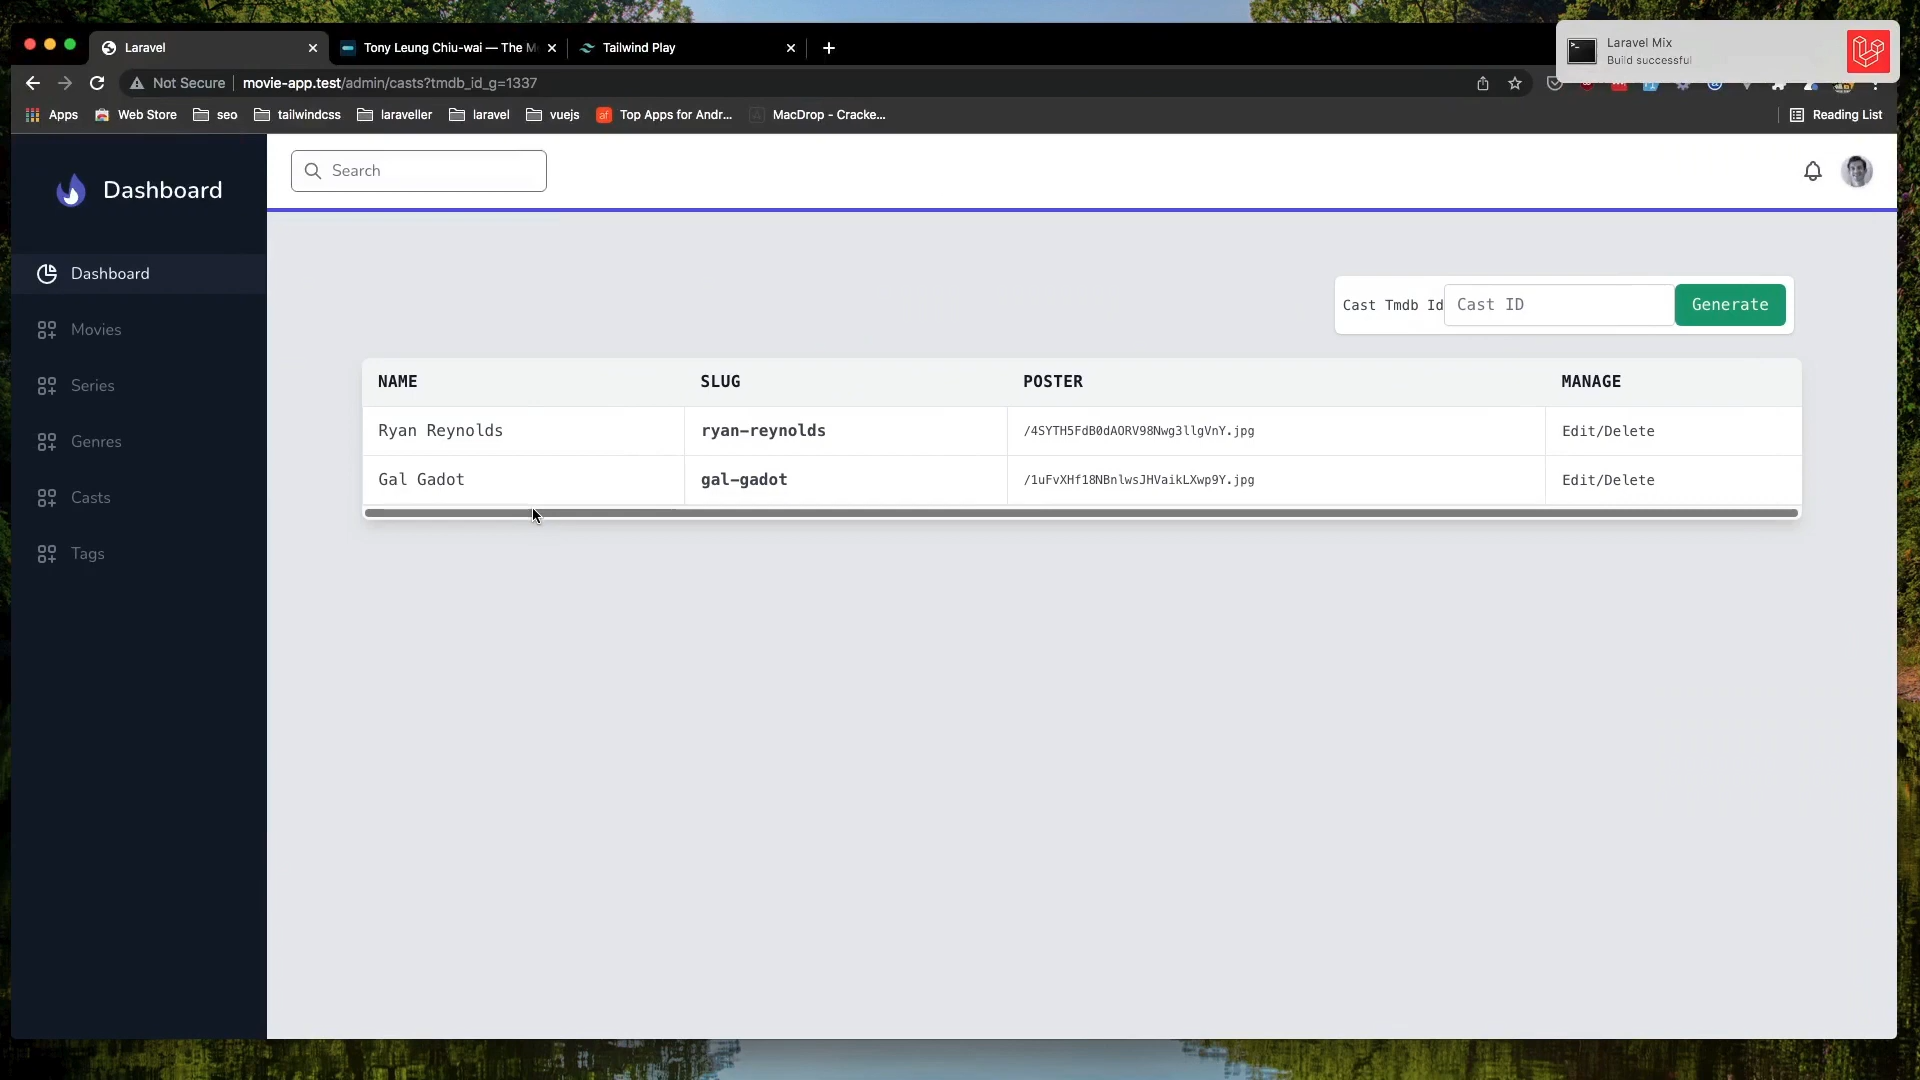 Laravel
Tony Leung Chiu-wai — The M
Tailwind Play
Laravel Mix
Build successful
Not Secure
movie-app.test/admin/casts?tmdb_id_g=1337
Apps
Web Store
seo
tailwindcss
laraveller
laravel
vuejs
Top Apps for Andr...
MacDrop - Cracke...
Reading List
Dashboard
Search
Dashboard
Movies
Series
Genres
Casts
Tags
Cast Tmdb Id
Cast ID
Generate
NAME SLUG POSTER MANAGE
Ryan Reynolds ryan-reynolds /4SYTH5FdB0dAORV98Nwg3llgVnY.jpg Edit/Delete
Gal Gadot gal-gadot /1uFvXHf18NBnlwsJHVaikLXwp9Y.jpg Edit/Delete